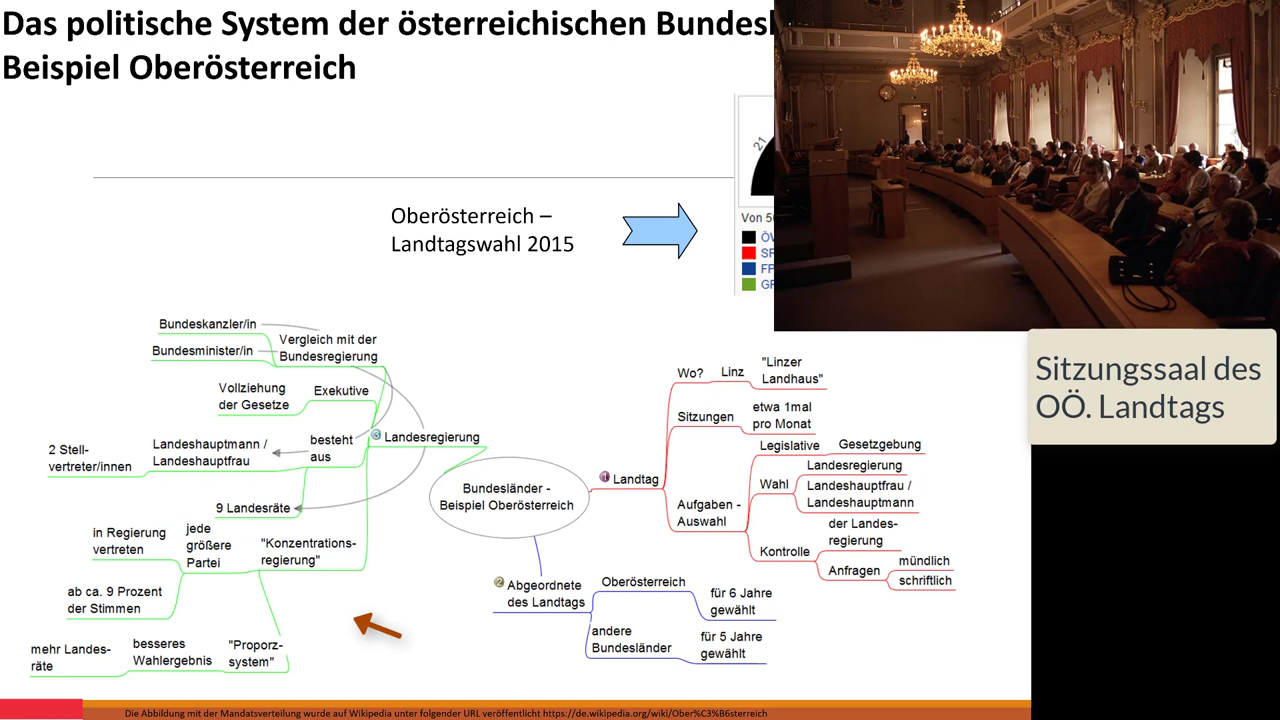 Das politische System der österreichischen
Beispiel Oberösterreich
Oberösterreich –
Landtagswahl 2015
21
Von
Sitzungssaal des
OÖ. Landtags
Bundeskanzler/in
Bundesminister/in
Vergleich mit der
Bundesregierung
Vollziehung
der Gesetze
Exekutive
2 Stell-
vertreter/innen
Landeshauptmann /
Landeshauptfrau
besteht
aus
Landesregierung
9 Landesräte
in Regierung
vertreten
jede
größere
Partei
"Konzentrations-
regierung"
ab ca. 9 Prozent
der Stimmen
mehr Landes-
räte
besseres
Wahlergebnis
"Proporz-
system"
Bundesländer -
Beispiel Oberösterreich
1 Landtag
Wo?
Linz
"Linzer
Landhaus"
Sitzungen
etwa 1mal
pro Monat
Aufgaben -
Auswahl
Legislative
Gesetzgebung
Wahl
Landesregierung
Landeshauptfrau /
Landeshauptmann
Kontrolle
der Landes-
regierung
Anfragen
mündlich
schriftlich
2 Abgeordnete
des Landtags
Oberösterreich
für 6 Jahre
gewählt
andere
Bundesländer
für 5 Jahre
gewählt
Die Abbildung mit der Mandatsverteilung wurde auf Wikipedia unter folgender URL veröffentlicht https://de.wikipedia.org/wiki/Ober%C3%B6sterreich